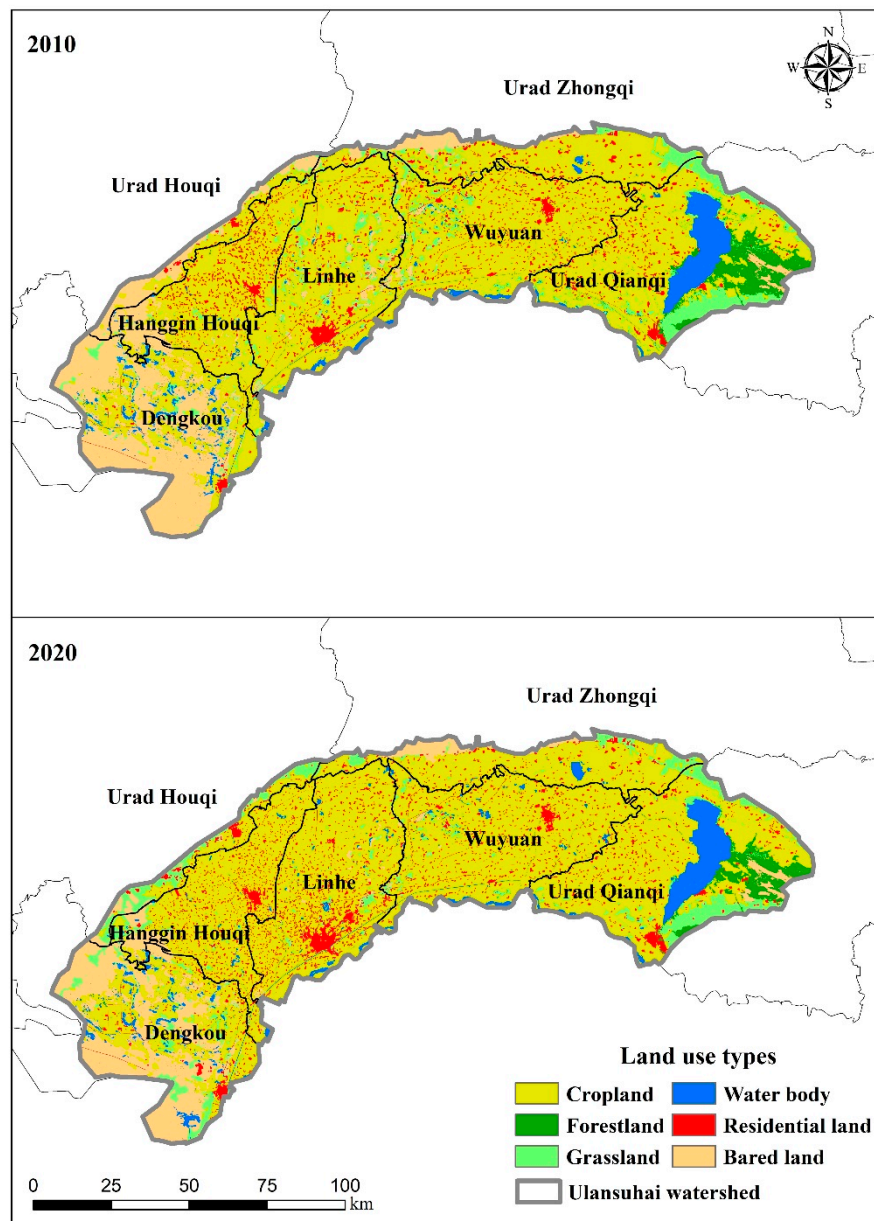 2010
N
W E
S
Urad Zhongqi
Urad Houqi
Wuyuan
Linhe
Urad Qianqi
Hanggin Houqi
Dengkou
2020
Urad Zhongqi
Urad Houqi
Wuyuan
Linhe
Urad Qianqi
Hanggin Houqi
Dengkou
Land use types
Cropland Water body
Forestland Residential land
Grassland Bared land
Ulansuhai watershed
0 25 50 75 100
km